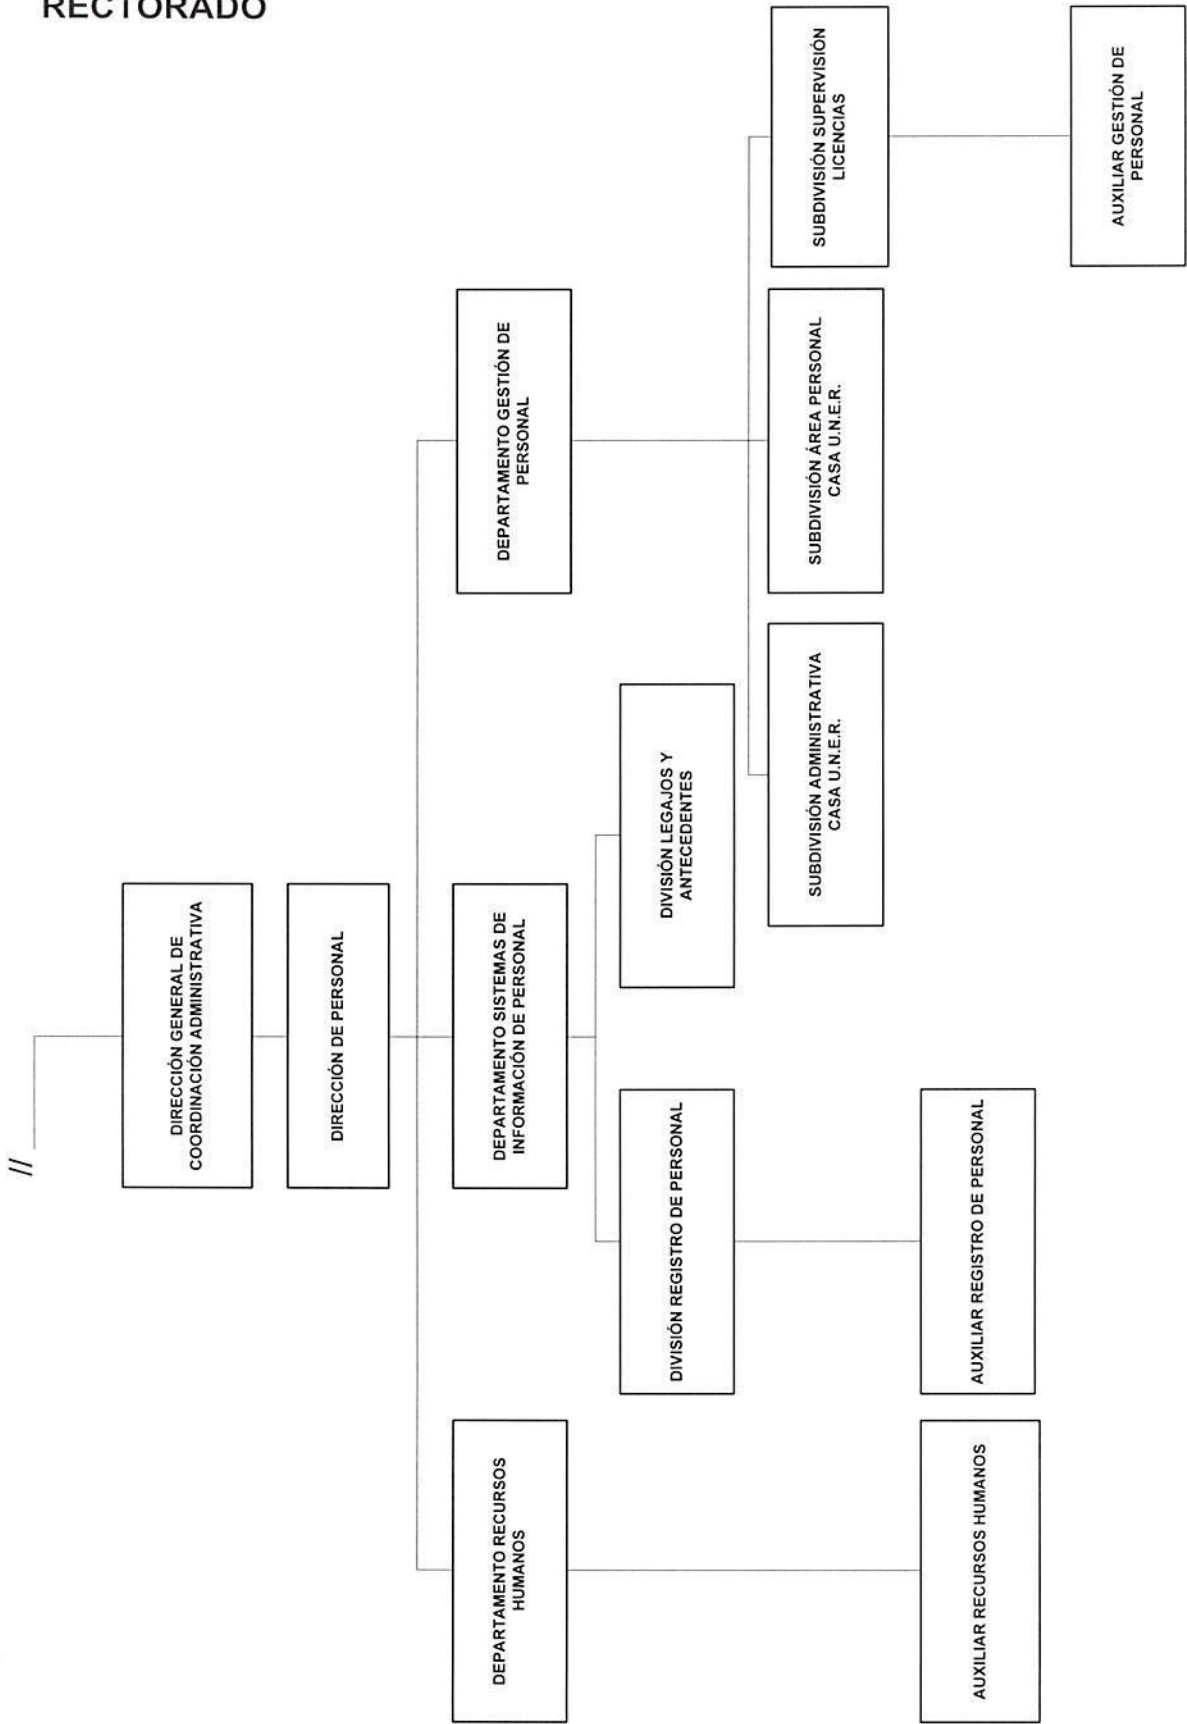 RECTORADO
//
DIRECCIÓN GENERAL DE
COORDINACIÓN ADMINISTRATIVA
DIRECCIÓN DE PERSONAL
DEPARTAMENTO RECURSOS
HUMANOS
DEPARTAMENTO SISTEMAS DE
INFORMACIÓN DE PERSONAL
DEPARTAMENTO GESTIÓN DE
PERSONAL
DIVISIÓN REGISTRO DE PERSONAL
DIVISIÓN LEGAJOS Y
ANTECEDENTES
SUBDIVISIÓN ADMINISTRATIVA
CASA U.N.E.R.
SUBDIVISIÓN ÁREA PERSONAL
CASA U.N.E.R.
SUBDIVISIÓN SUPERVISIÓN
LICENCIAS
AUXILIAR RECURSOS HUMANOS
AUXILIAR REGISTRO DE PERSONAL
AUXILIAR GESTIÓN DE
PERSONAL